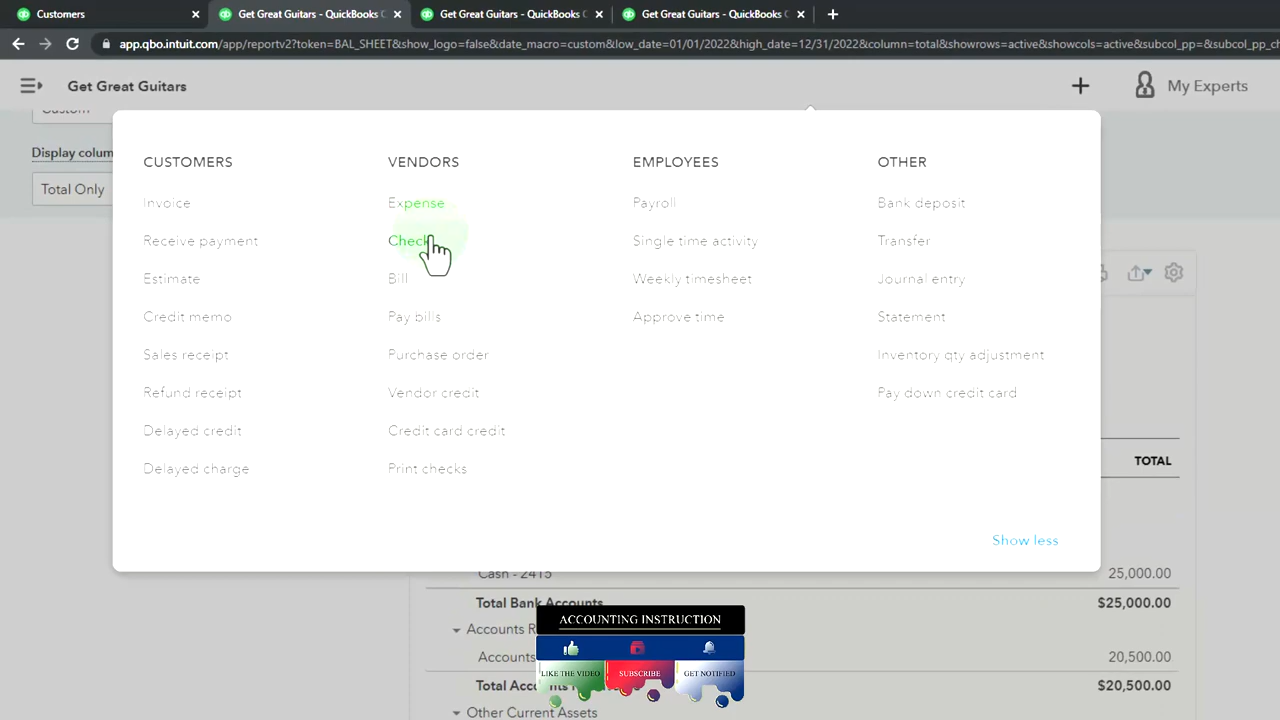 Customers
Get Great Guitars - QuickBooks C
Get Great Guitars - QuickBooks C
Get Great Guitars - QuickBooks C
app.qbo.intuit.com/app/reportv2?token=BAL_SHEET&show_logo=false&date_macro=custom&low_date=01/01/2022&high_date=12/31/2022&column=total&showrows=active&showcols=active&subcol_pp=&subcol_pp_ch
Get Great Guitars
My Experts
Custom
Display colum
Total Only
CUSTOMERS
Invoice
Receive payment
Estimate
Credit memo
Sales receipt
Refund receipt
Delayed credit
Delayed charge
VENDORS
Expense
Check
Bill
Pay bills
Purchase order
Vendor credit
Credit card credit
Print checks
EMPLOYEES
Payroll
Single time activity
Weekly timesheet
Approve time
OTHER
Bank deposit
Transfer
Journal entry
Statement
Inventory qty adjustment
Pay down credit card
Show less
TOTAL
Cash - 2415 25,000.00
Total Bank Accounts $25,000.00
Accounts R
Accounts 20,500.00
Total Accounts $20,500.00
Other Current Assets
ACCOUNTING INSTRUCTION
LIKE THE VIDEO
SUBSCRIBE
GET NOTIFIED